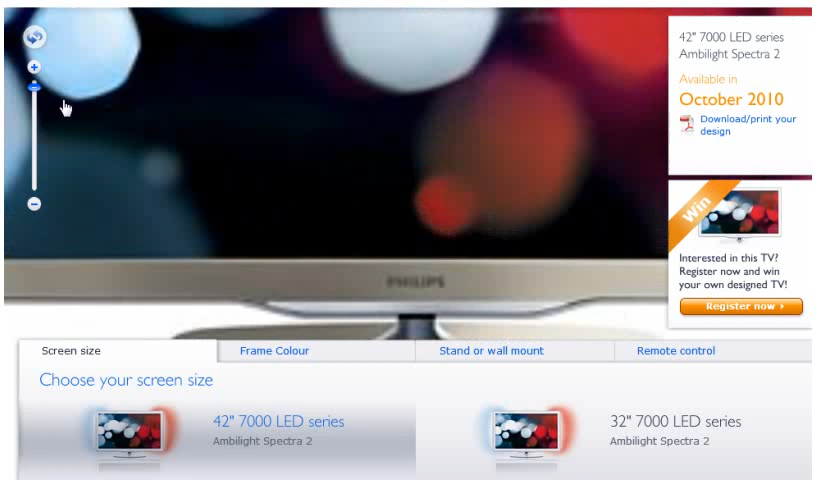 42" 7000 LED series
Ambilight Spectra 2
Available in
October 2010
Download/print your
design
Win
Interested in this TV?
Register now and win
your own designed TV!
Register now
PHILIPS
Screen size
Frame Colour
Stand or wall mount
Remote control
Choose your screen size
42" 7000 LED series
Ambilight Spectra 2
32" 7000 LED series
Ambilight Spectra 2